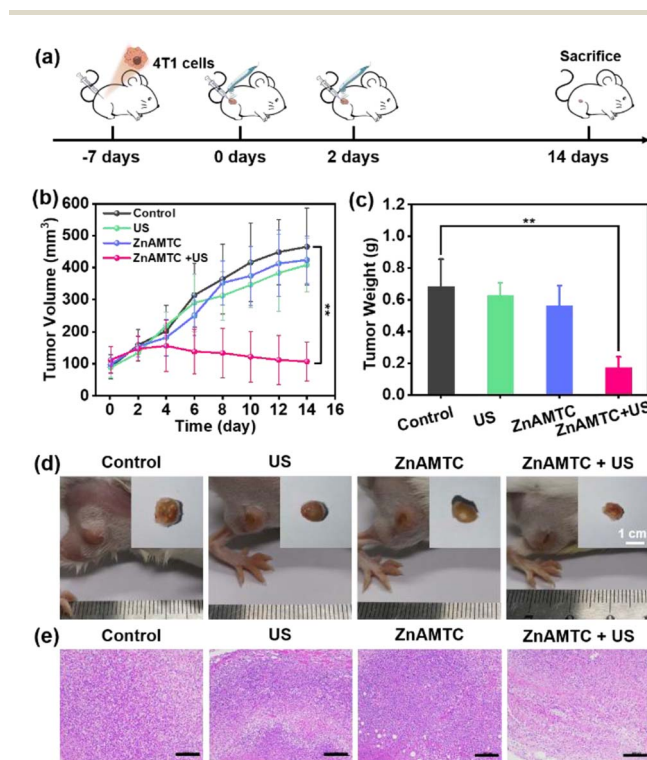 (a)
4T1 cells
Sacrifice
-7 days
0 days
2 days
14 days
(b)
600
500
400
300
200
100
0
Tumor Volume (mm³)
Control
US
ZnAMTC
ZnAMTC +US
**
0 2 4 6 8 10 12 14 16
Time (day)
(c)
1.2
1.0
0.8
0.6
0.4
0.2
0.0
Tumor Weight (g)
**
Control
US
ZnAMTC
ZnAMTC+US
(d)
Control
US
ZnAMTC
ZnAMTC + US
1 cm
(e)
Control
US
ZnAMTC
ZnAMTC + US